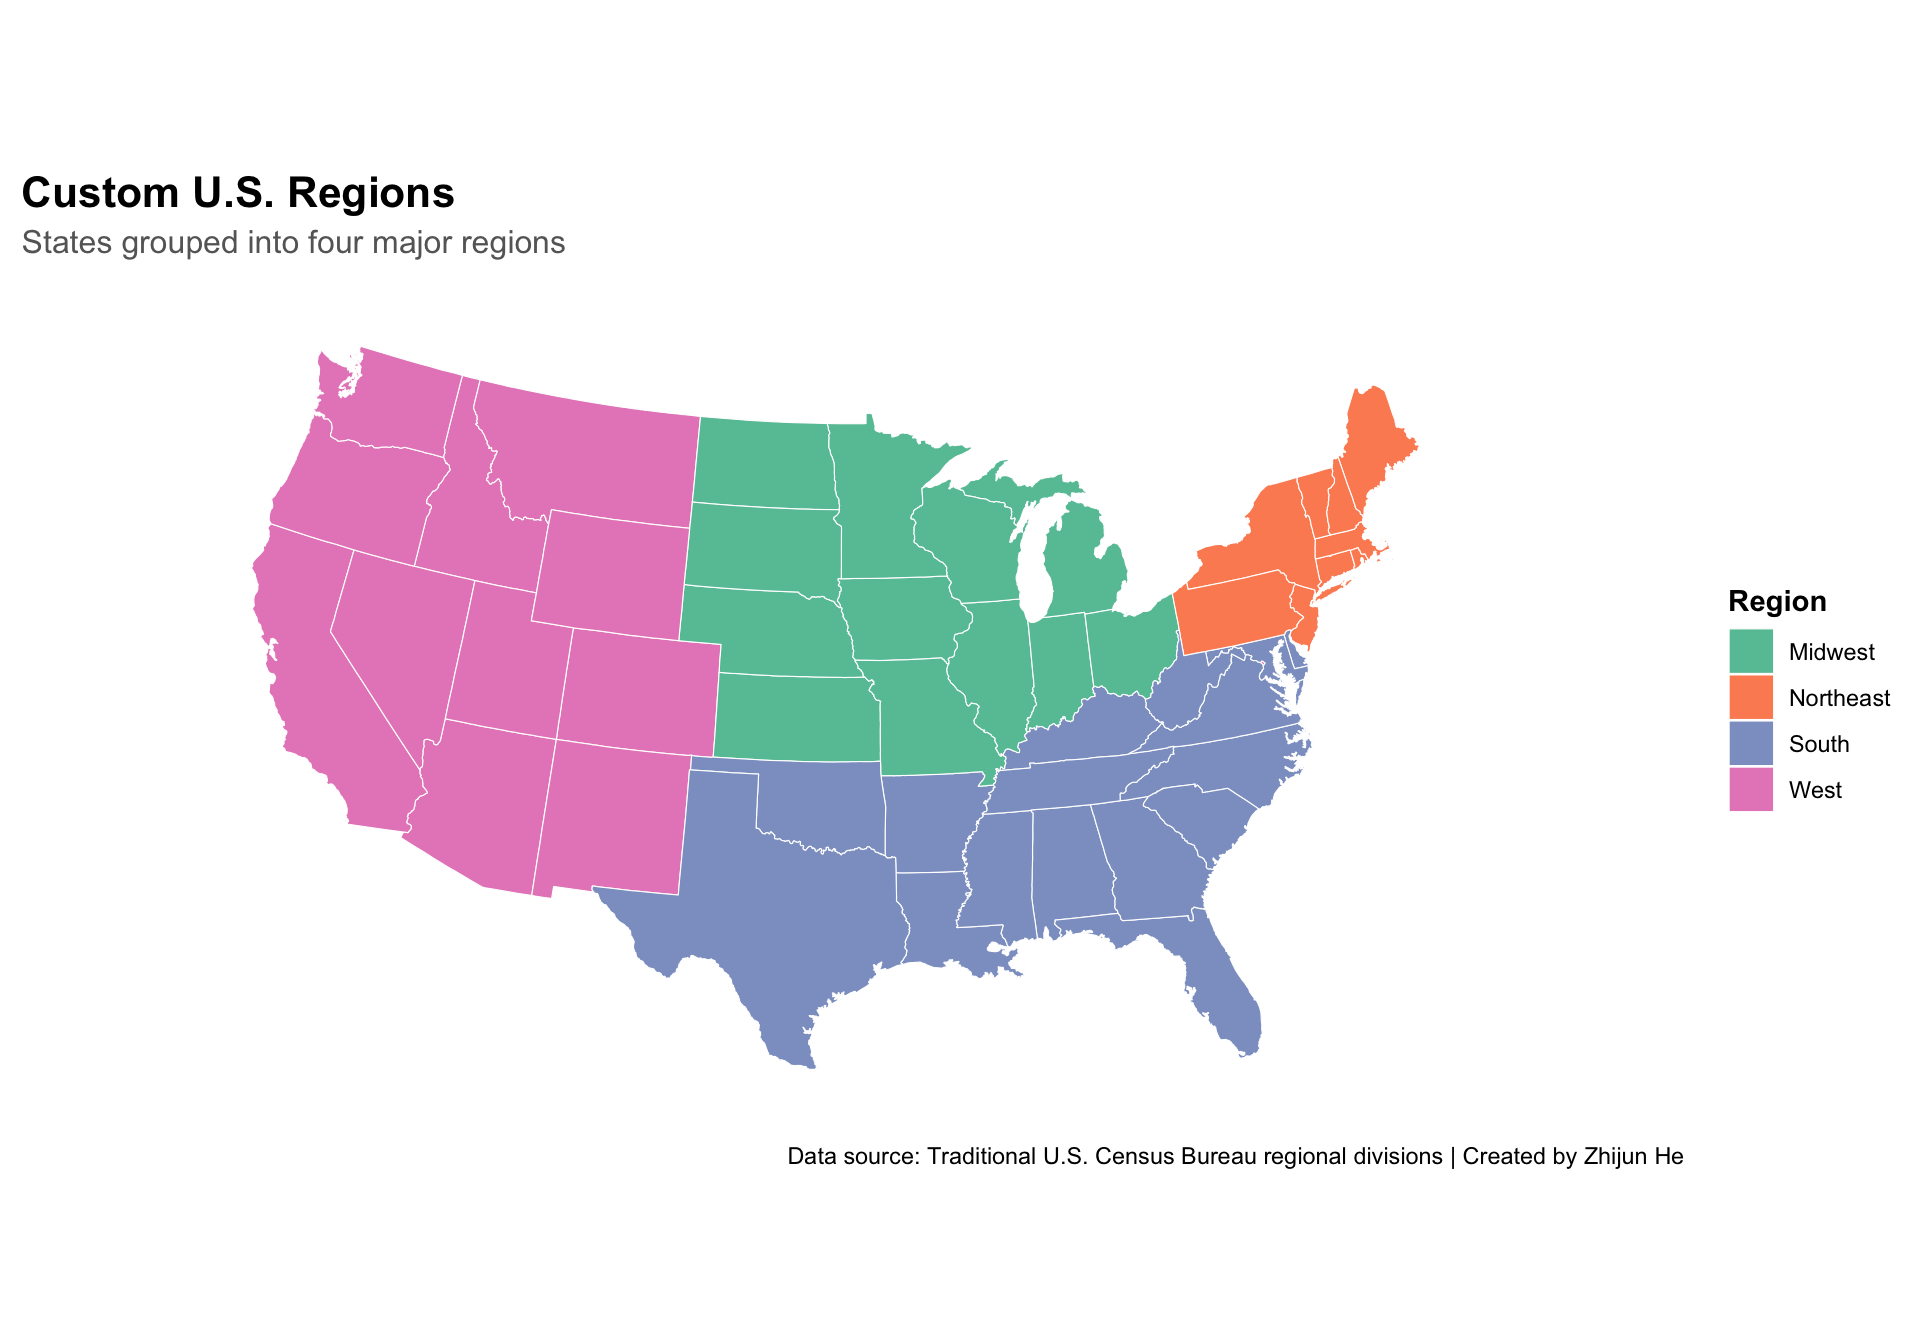 Custom U.S. Regions
States grouped into four major regions
Region
Midwest
Northeast
South
West
Data source: Traditional U.S. Census Bureau regional divisions | Created by Zhijun He